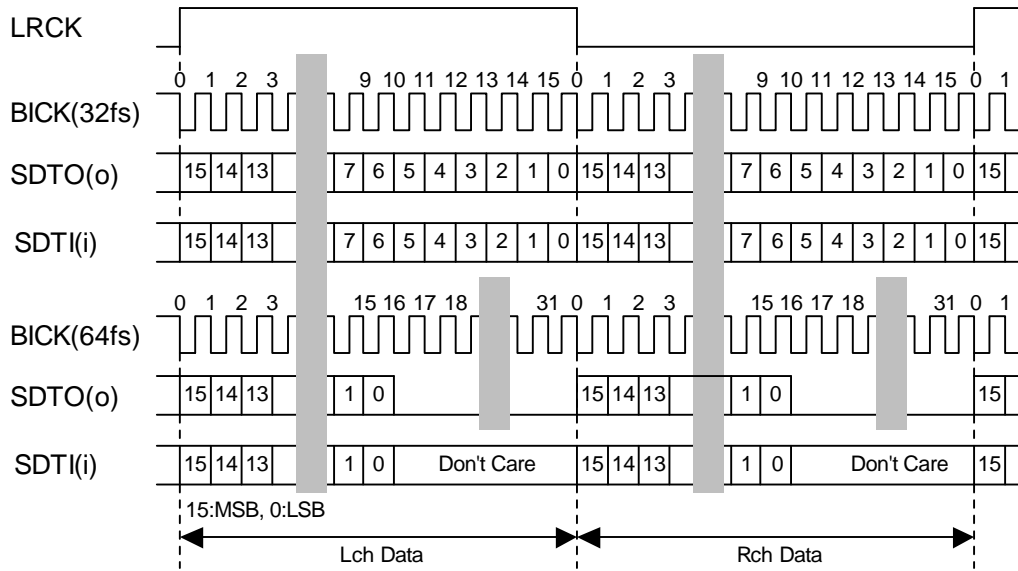 LRCK
0 1 2 3 9 10 11 12 13 14 15 0 1 2 3 9 10 11 12 13 14 15 0 1
BICK(32fs)
SDTO(o) 15 14 13 7 6 5 4 3 2 1 0 15 14 13 7 6 5 4 3 2 1 0 15
SDTI(i) 15 14 13 7 6 5 4 3 2 1 0 15 14 13 7 6 5 4 3 2 1 0 15
0 1 2 3 15 16 17 18 31 0 1 2 3 15 16 17 18 31 0 1
BICK(64fs)
SDTO(o) 15 14 13 1 0 15 14 13 1 0 15
SDTI(i) 15 14 13 1 0 Don't Care 15 14 13 1 0 Don't Care 15
15:MSB, 0:LSB
Lch Data Rch Data